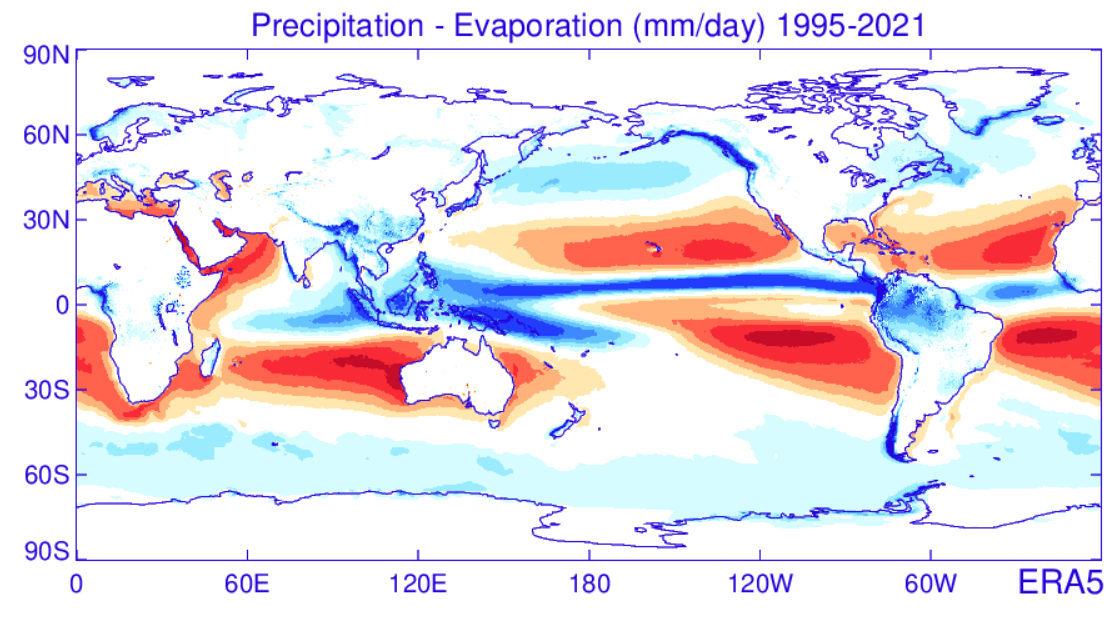 Precipitation - Evaporation (mm/day) 1995-2021
90N
60N
30N
0
30S
60S
90S
0 60E 120E 180 120W 60W ERA5